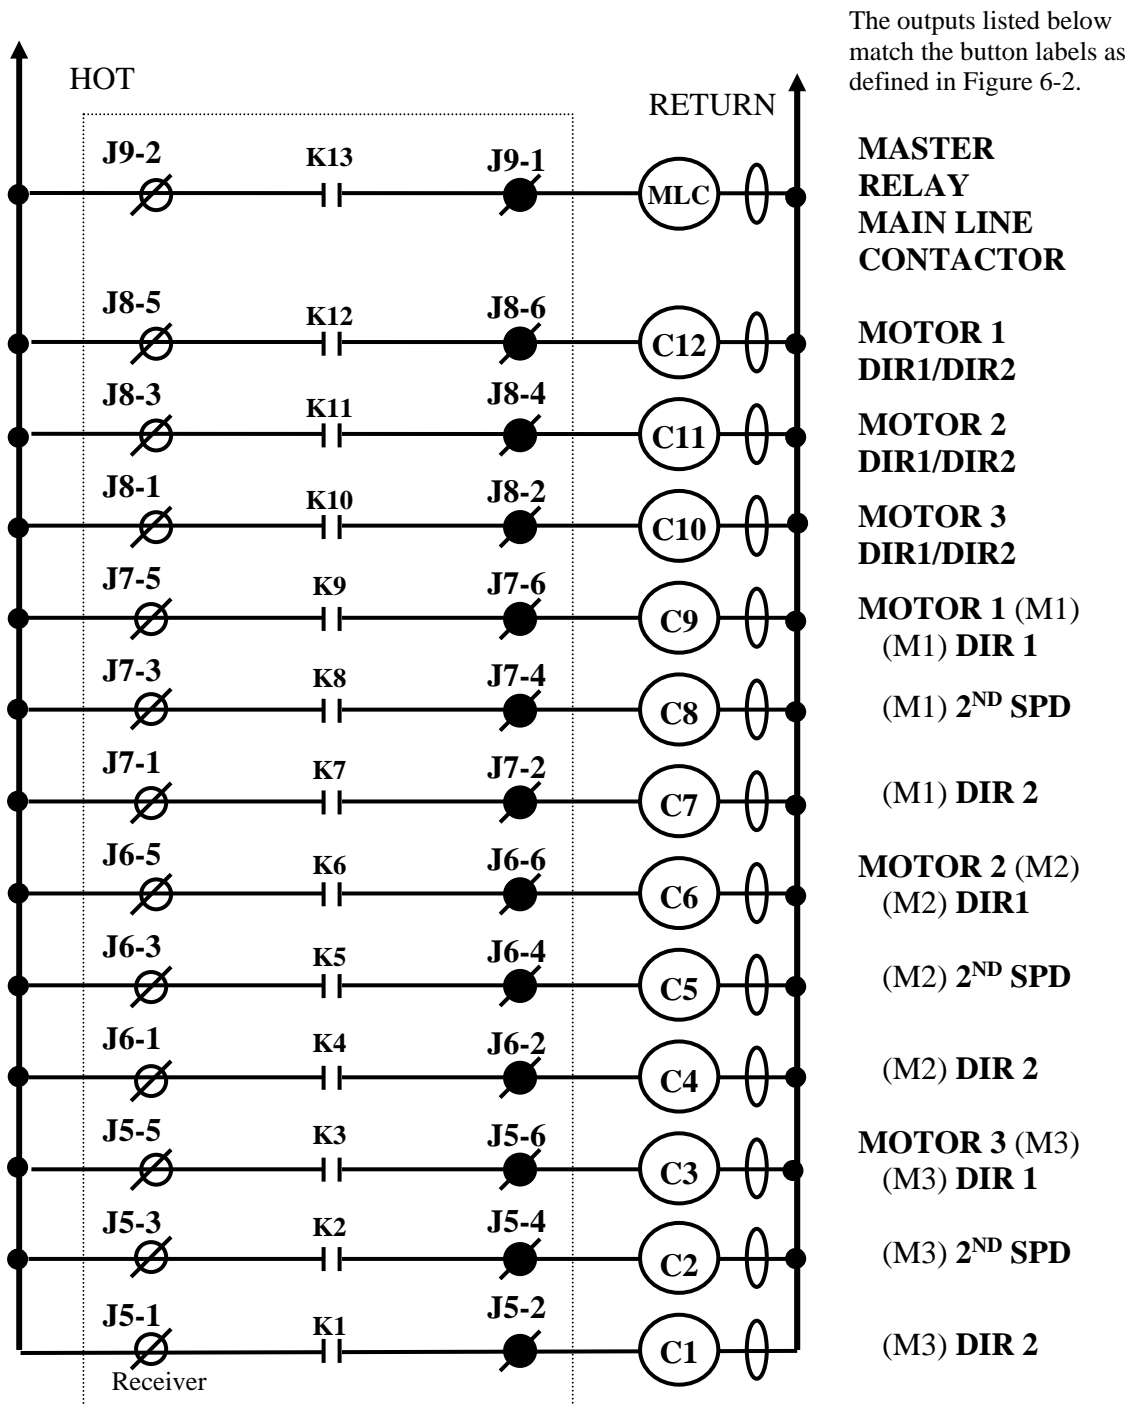 The outputs listed below
match the button labels as
defined in Figure 6-2.
HOT
RETURN
J9-2 K13 J9-1 MLC
MASTER
RELAY
MAIN LINE
CONTACTOR
J8-5 K12 J8-6 C12
MOTOR 1
DIR1/DIR2
J8-3 K11 J8-4 C11
MOTOR 2
DIR1/DIR2
J8-1 K10 J8-2 C10
MOTOR 3
DIR1/DIR2
J7-5 K9 J7-6 C9
MOTOR 1 (M1)
(M1) DIR 1
J7-3 K8 J7-4 C8 (M1) 2ND SPD
J7-1 K7 J7-2 C7 (M1) DIR 2
J6-5 K6 J6-6 C6
MOTOR 2 (M2)
(M2) DIR1
J6-3 K5 J6-4 C5 (M2) 2ND SPD
J6-1 K4 J6-2 C4 (M2) DIR 2
J5-5 K3 J5-6 C3
MOTOR 3 (M3)
(M3) DIR 1
J5-3 K2 J5-4 C2 (M3) 2ND SPD
J5-1 K1 J5-2 C1 (M3) DIR 2
Receiver